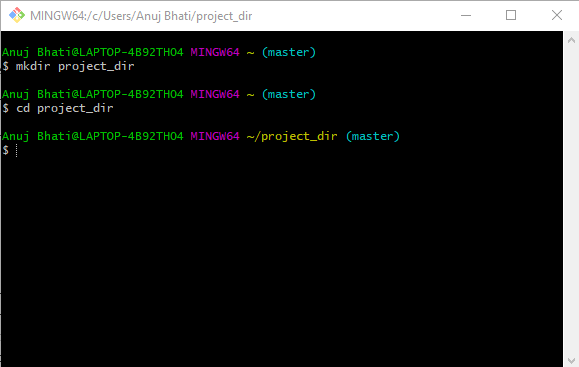 MINGW64:/c/Users/Anuj Bhati/project_dir
Anuj Bhati@LAPTOP-4B92THO4 MINGW64 ~ (master)
$ mkdir project_dir
Anuj Bhati@LAPTOP-4B92THO4 MINGW64 ~ (master)
$ cd project_dir
Anuj Bhati@LAPTOP-4B92THO4 MINGW64 ~/project_dir (master)
$